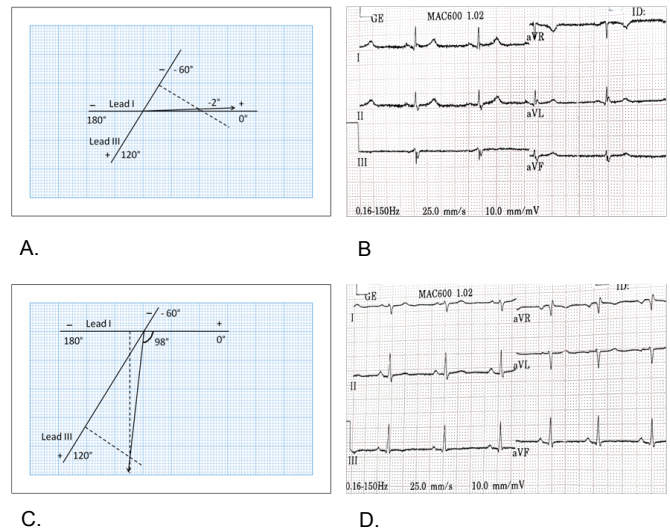 − - 60°
− Lead I -2° +
180° 0°
Lead III
+ 120°
GE MAC600 1.02 ID:
I aVR
II aVL
III aVF
0.16-150Hz 25.0 mm/s 10.0 mm/mV
A. B
− Lead I - 60° +
180° 98° 0°
Lead III
+ 120°
GE MAC600 1.02 ID:
I aVR
II aVL
III aVF
0.16-150Hz 25.0 mm/s 10.0 mm/mV
C. D.